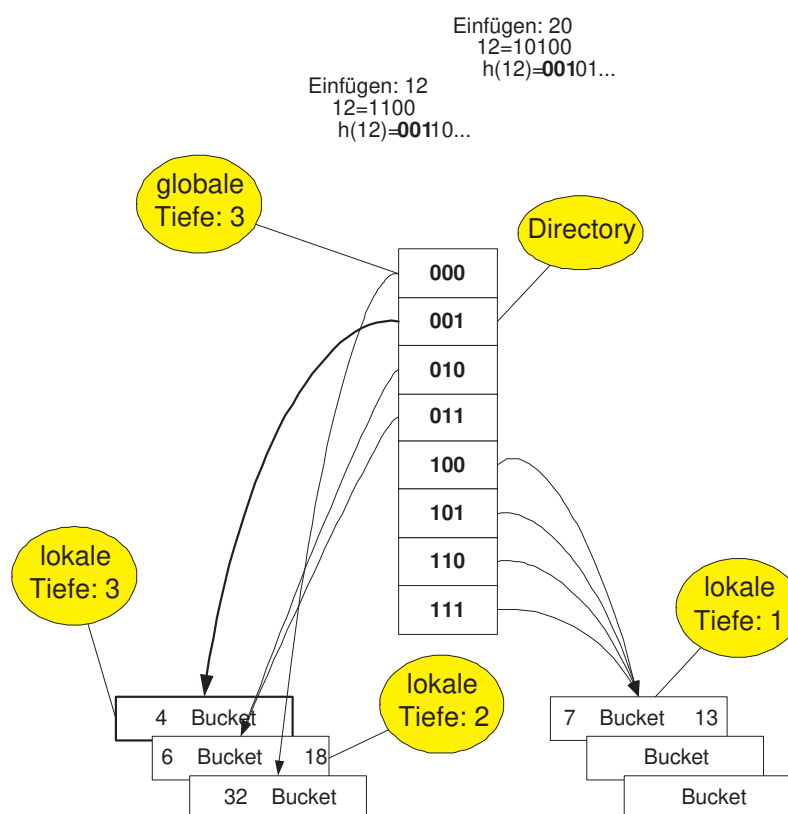 Einfügen: 20
12=10100
h(12)=00101...
Einfügen: 12
12=1100
h(12)=00110...
globale
Tiefe: 3
Directory
000
001
010
011
100
101
110
111
lokale
Tiefe: 3
lokale
Tiefe: 1
lokale
Tiefe: 2
4 Bucket
6 Bucket 18
32 Bucket
7 Bucket 13
Bucket
Bucket